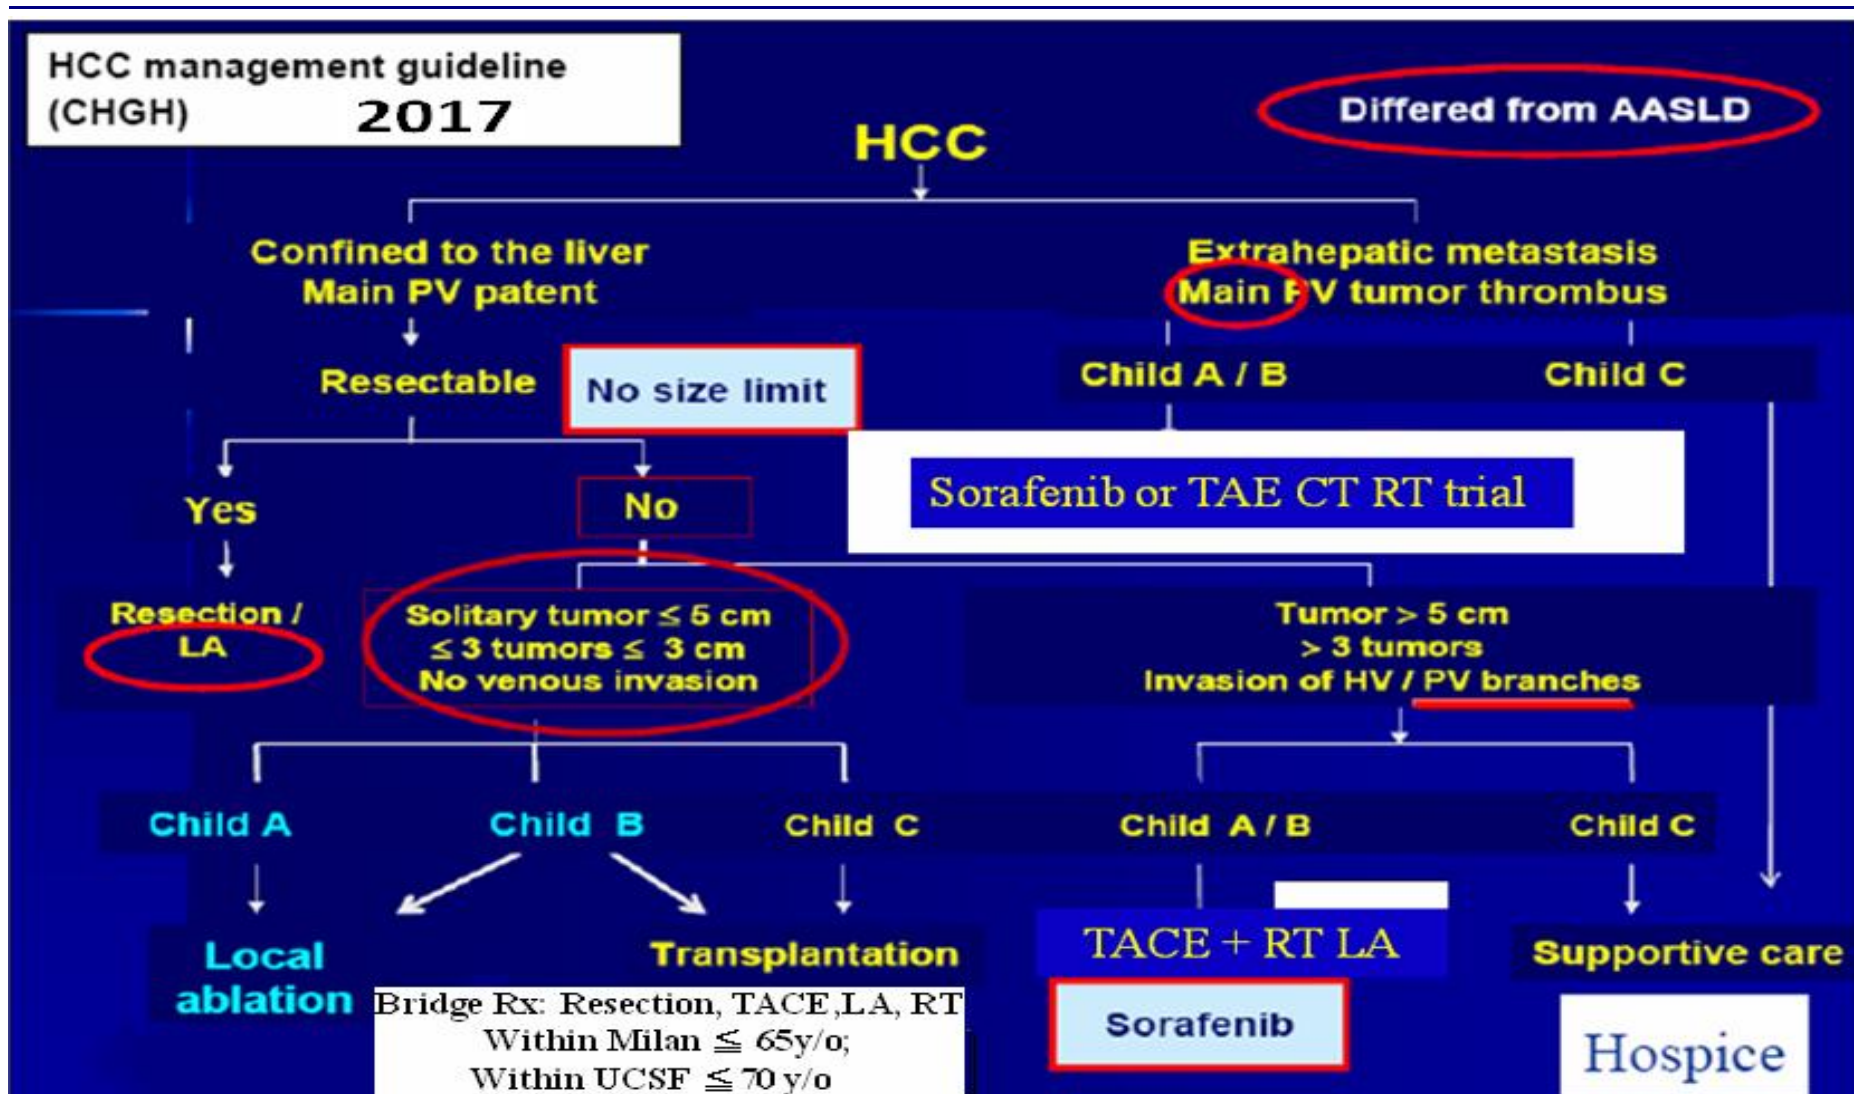 HCC management guideline
(CHGH) 2017
Differed from AASLD
HCC
Confined to the liver
Main PV patent
Extrahepatic metastasis
Main PV tumor thrombus
Resectable
No size limit
Child A / B
Child C
Sorafenib or TAE CT RT trial
Yes
No
Resection /
LA
Solitary tumor ≤ 5 cm
≤ 3 tumors ≤ 3 cm
No venous invasion
Tumor > 5 cm
> 3 tumors
Invasion of HV / PV branches
Child A
Child B
Child C
Child A / B
Child C
Local
ablation
Transplantation
Bridge Rx: Resection, TACE,LA, RT
Within Milan ≦ 65y/o;
Within UCSF ≦ 70 y/o
TACE + RT LA
Sorafenib
Supportive care
Hospice